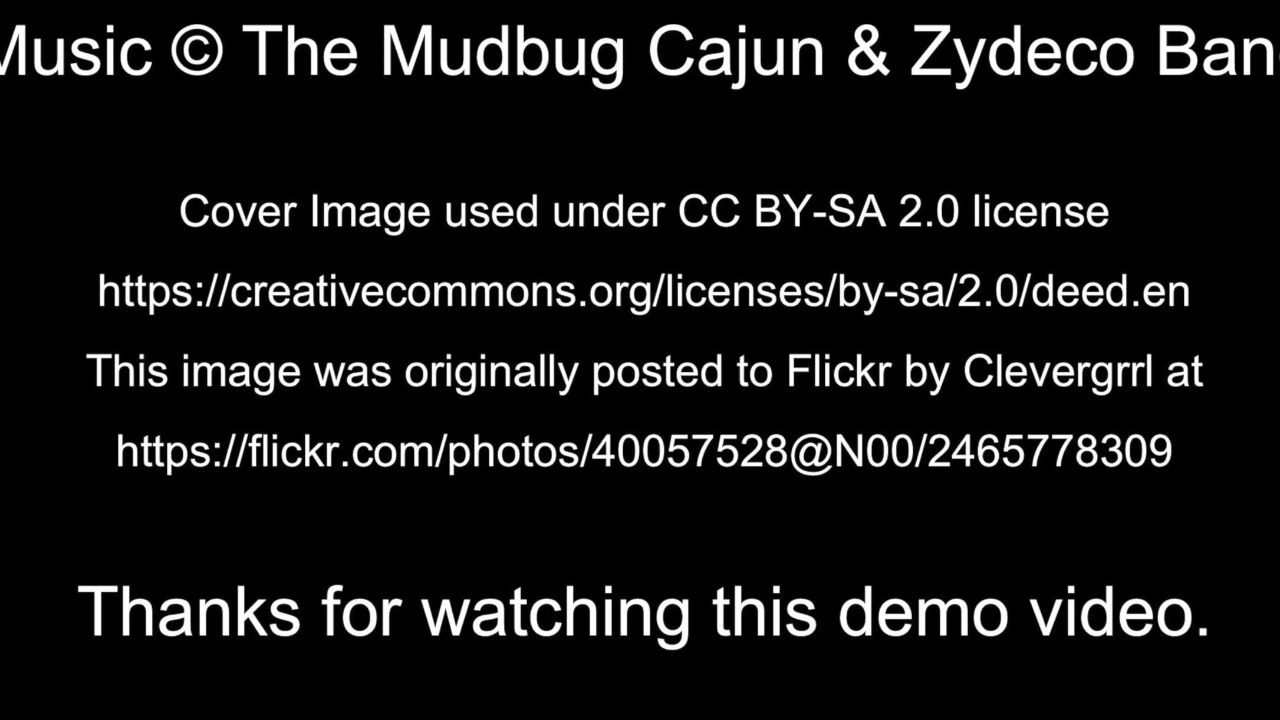 Music © The Mudbug Cajun & Zydeco Ban
Cover Image used under CC BY-SA 2.0 license
https://creativecommons.org/licenses/by-sa/2.0/deed.en
This image was originally posted to Flickr by Clevergrrl at
https://flickr.com/photos/40057528@N00/2465778309
Thanks for watching this demo video.